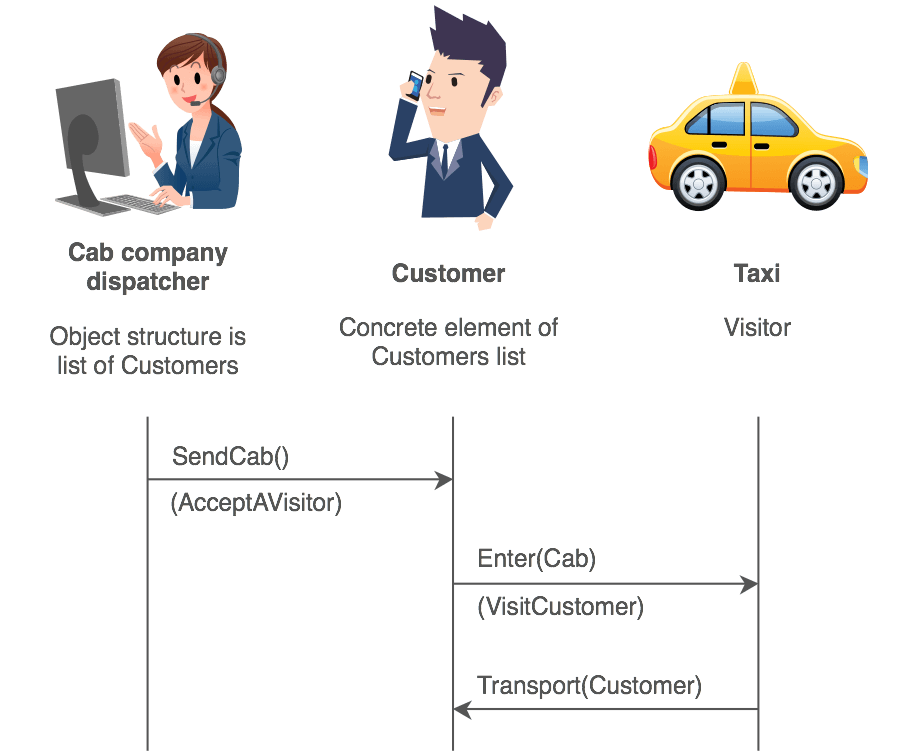 Cab company
dispatcher
Object structure is
list of Customers
Customer
Concrete element of
Customers list
Taxi
Visitor
SendCab()
(AcceptAVisitor)
Enter(Cab)
(VisitCustomer)
Transport(Customer)